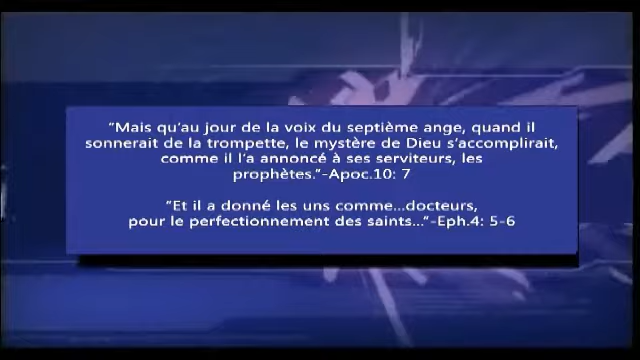 "Mais qu'au jour de la voix du septième ange, quand il
sonnerait de la trompette, le mystère de Dieu s'accomplirait,
comme il l'a annoncé à ses serviteurs, les
prophètes."-Apoc.10: 7
"Et il a donné les uns comme...docteurs,
pour le perfectionnement des saints..."-Eph.4: 5-6